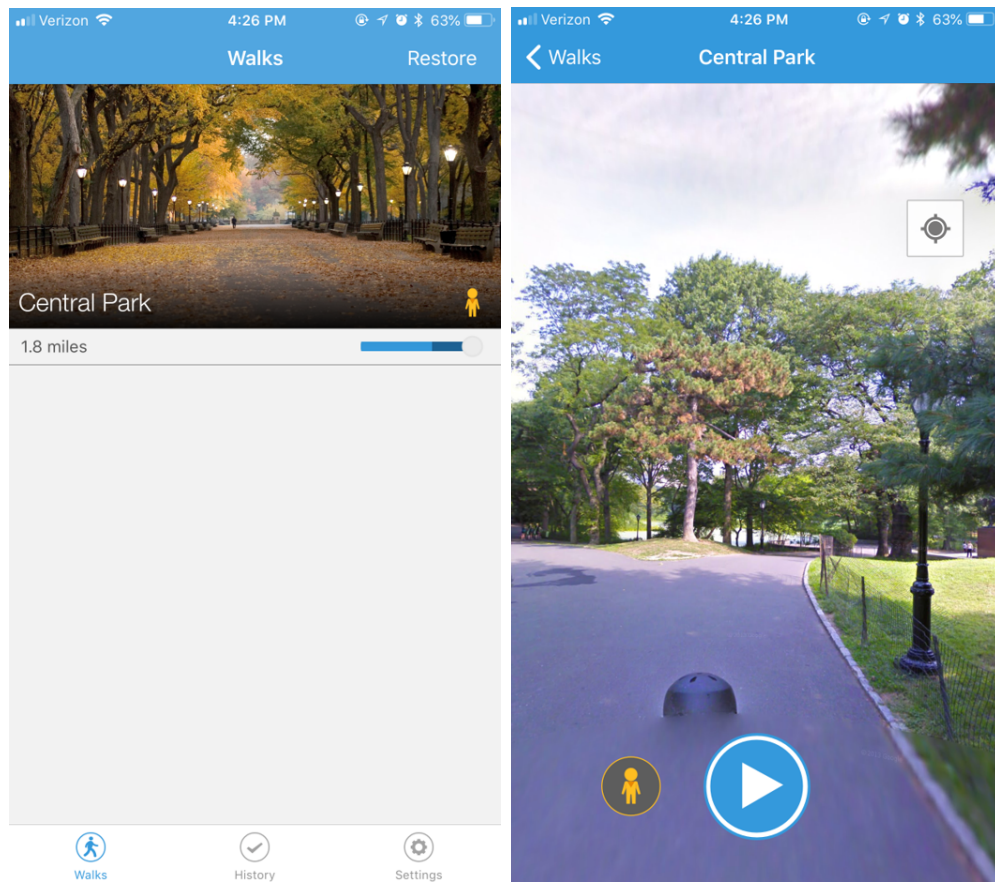 Verizon 4:26 PM 63%
Walks Restore
Central Park
1.8 miles
Walks History Settings
Verizon 4:26 PM 63%
Walks Central Park